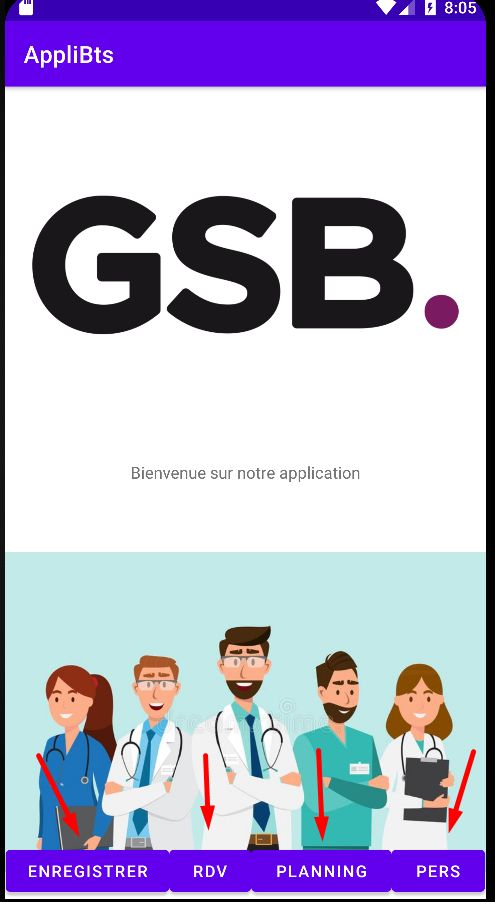 8:05
AppliBts
GSB.
Bienvenue sur notre application
ENREGISTRER RDV PLANNING PERS